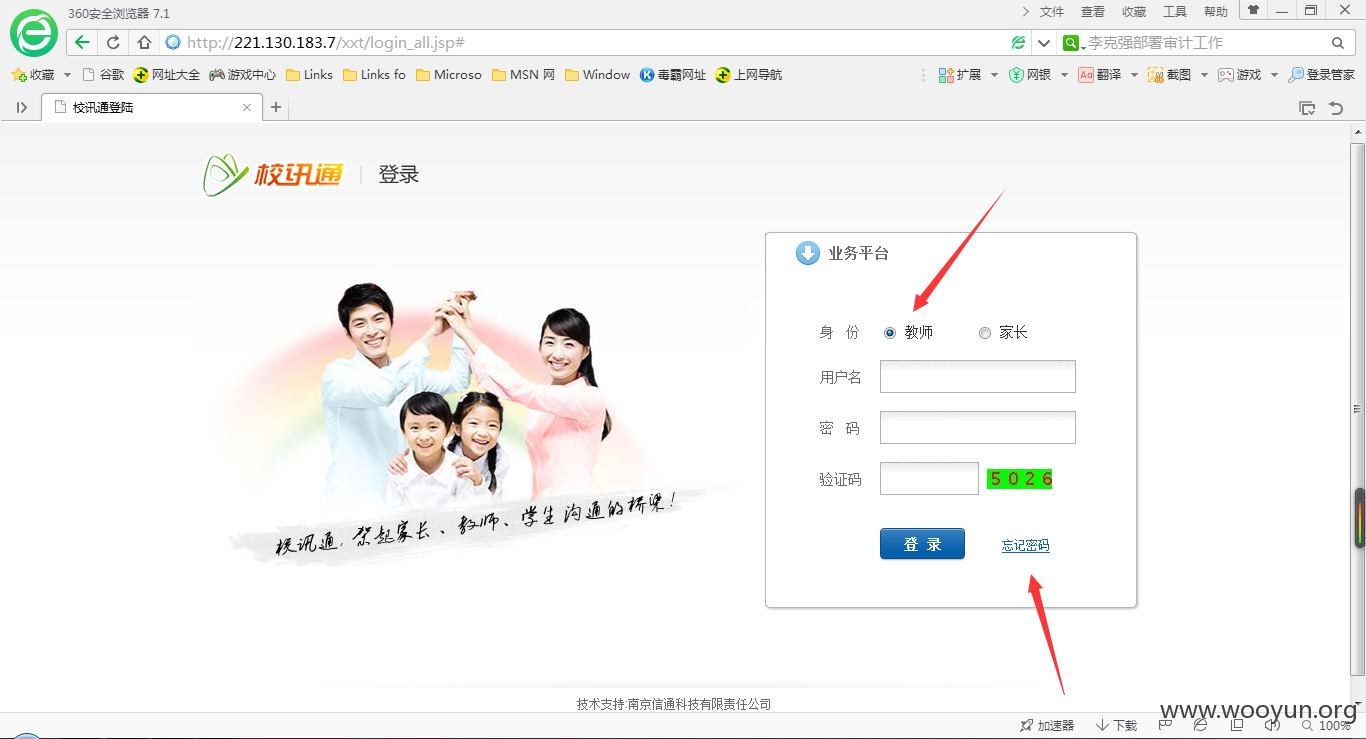 360安全浏览器 7.1
文件 查看 收藏 工具 帮助
http://221.130.183.7/xxt/login_all.jsp#
李克强部署审计工作
收藏 谷歌 网址大全 游戏中心 Links Links fo Microso MSN 网 Window 毒霸网址 上网导航 扩展 网银 Aa 翻译 截图 游戏 登录管家
校讯通登陆
校讯通 登录
业务平台
身 份 教师 家长
用户名
密 码
验证码 5026
登 录 忘记密码
校讯通,架起家长、教师、学生沟通的桥梁!
技术支持:南京信通科技有限责任公司
www.wooyun.org
加速器 下载 100%